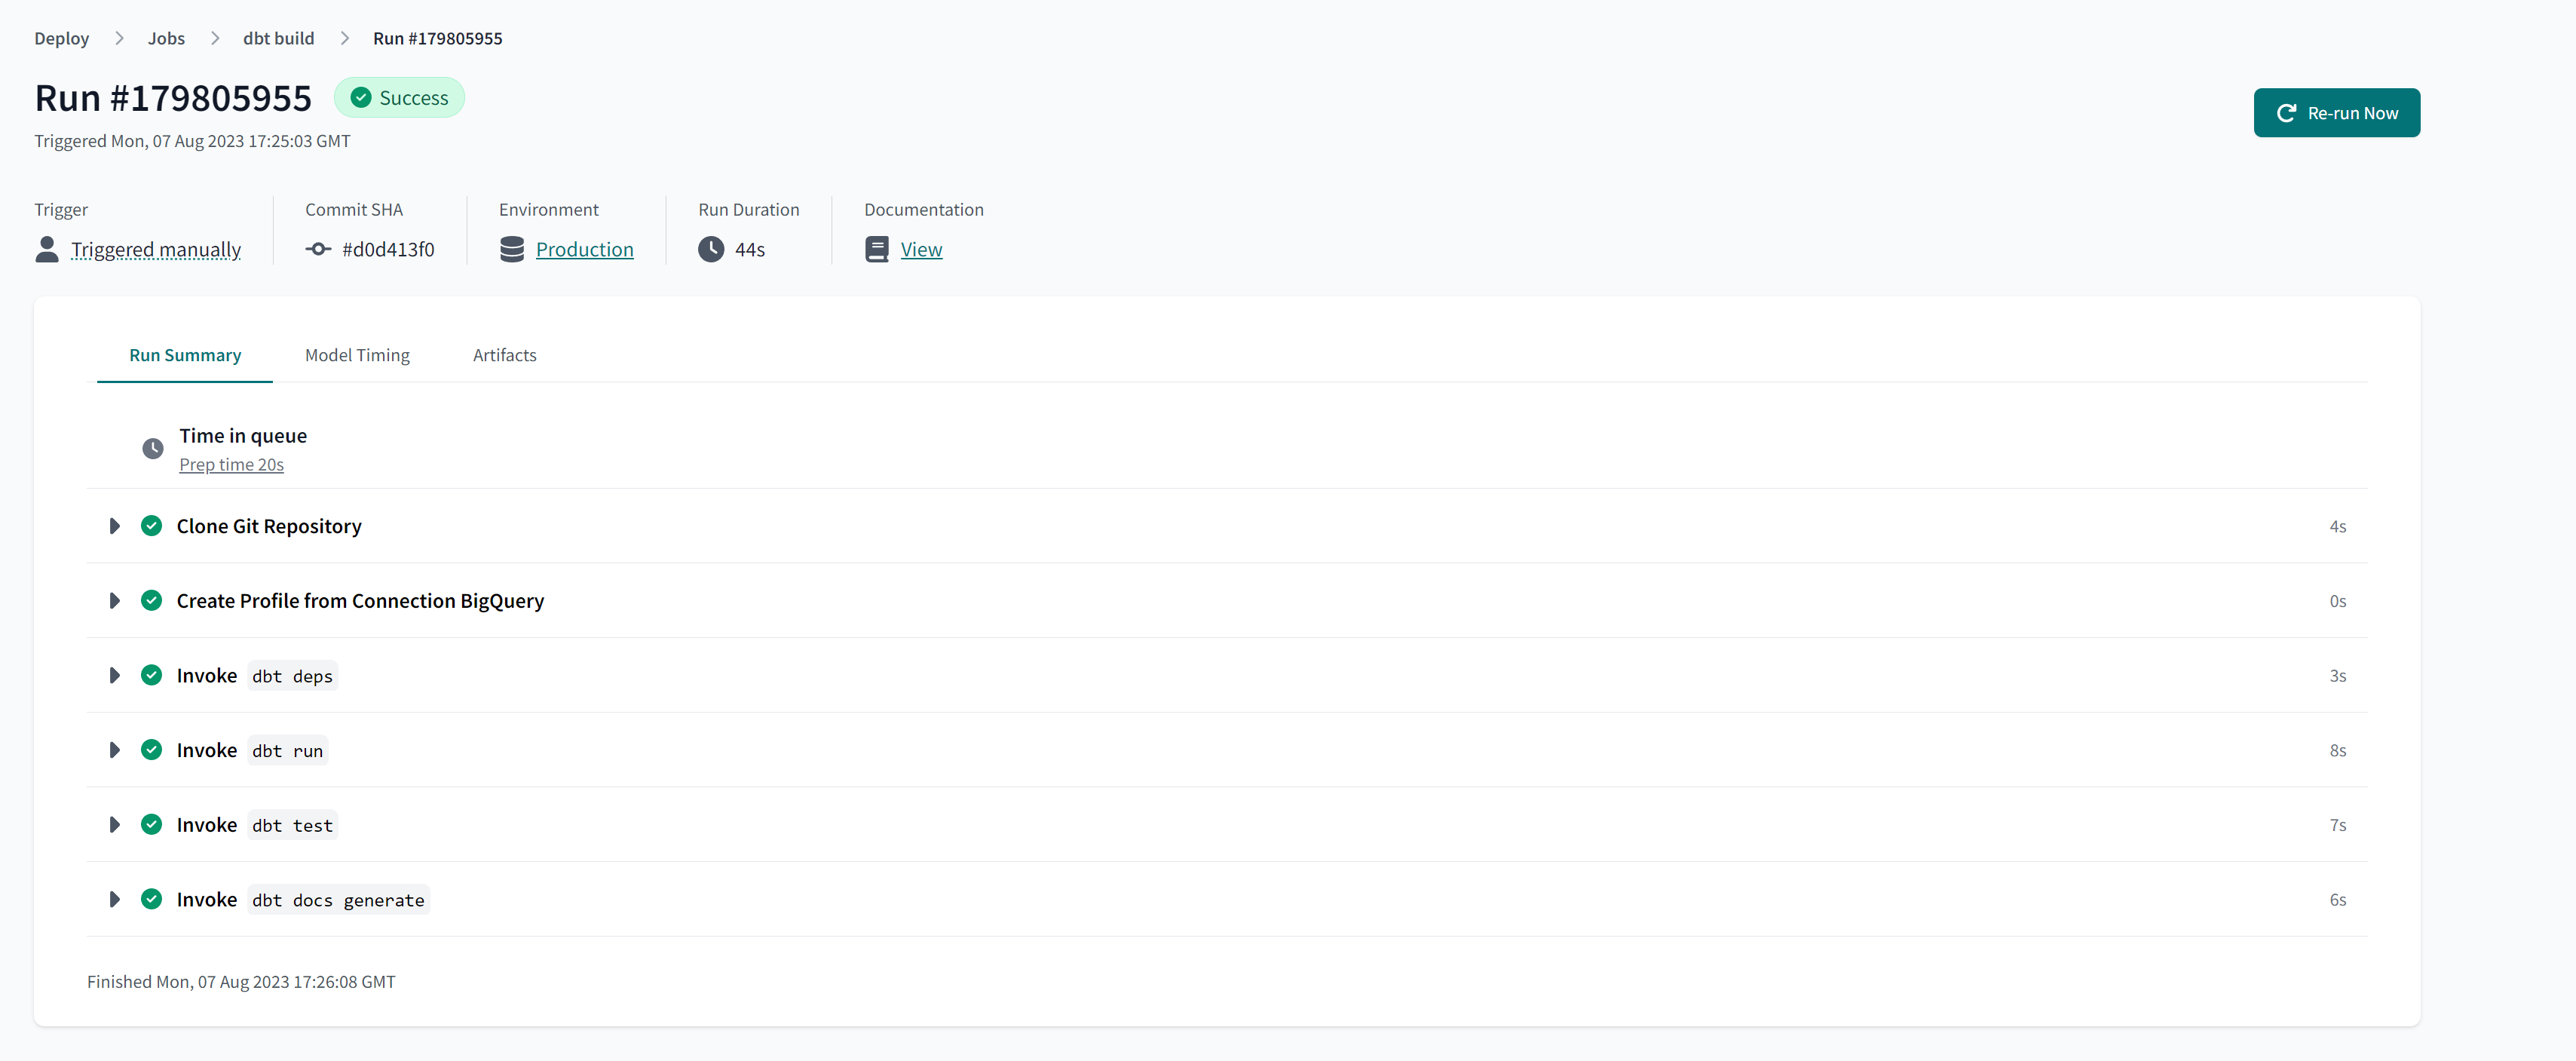 Deploy > Jobs > dbt build > Run #179805955
Run #179805955 Success
Re-run Now
Triggered Mon, 07 Aug 2023 17:25:03 GMT
Trigger
Triggered manually
Commit SHA
#d0d413f0
Environment
Production
Run Duration
44s
Documentation
View
Run Summary Model Timing Artifacts
Time in queue
Prep time 20s
Clone Git Repository 4s
Create Profile from Connection BigQuery 0s
Invoke dbt deps 3s
Invoke dbt run 8s
Invoke dbt test 7s
Invoke dbt docs generate 6s
Finished Mon, 07 Aug 2023 17:26:08 GMT